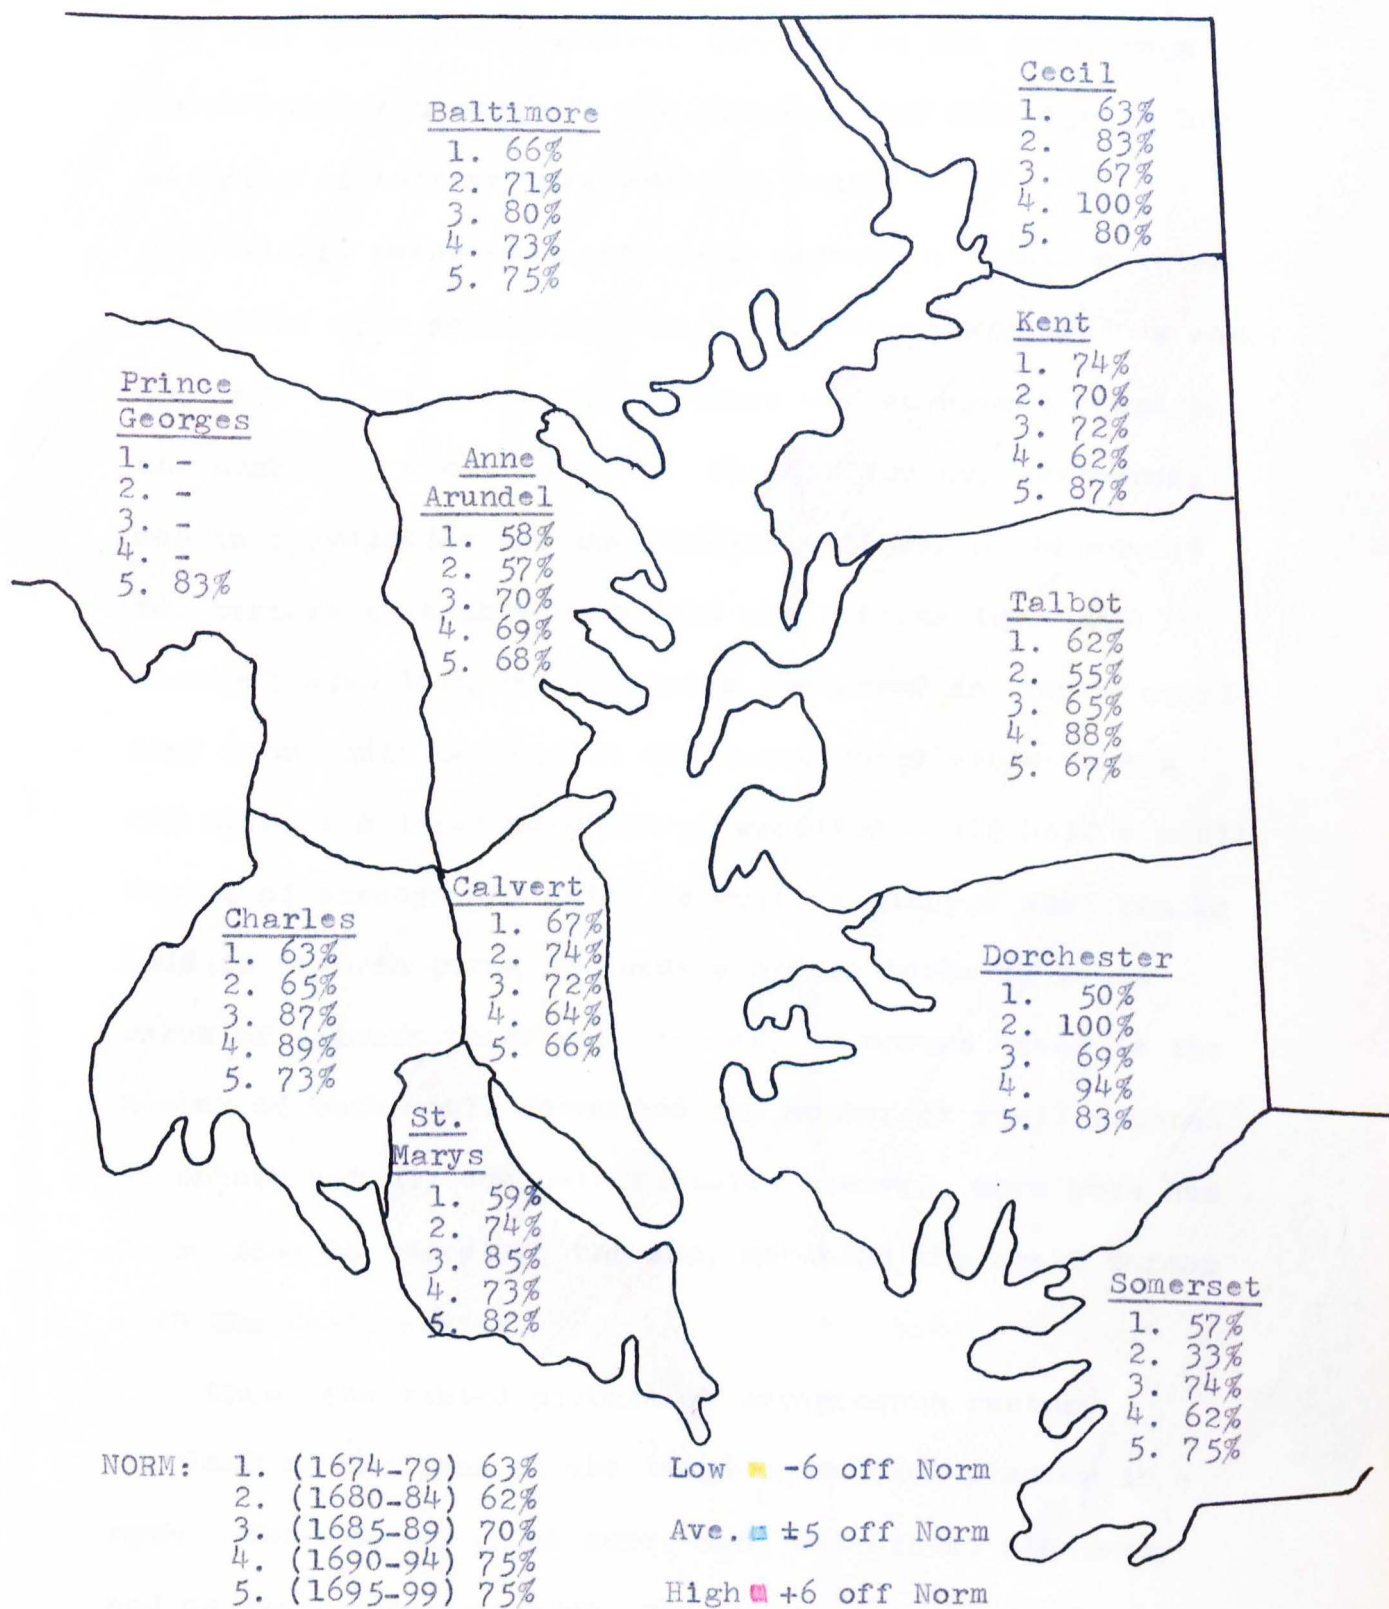 Baltimore
1. 66%
2. 71%
3. 80%
4. 73%
5. 75%
Cecil
1. 63%
2. 83%
3. 67%
4. 100%
5. 80%
Prince
Georges
1. -
2. -
3. -
4. -
5. 83%
Anne
Arundel
1. 58%
2. 57%
3. 70%
4. 69%
5. 68%
Kent
1. 74%
2. 70%
3. 72%
4. 62%
5. 87%
Talbot
1. 62%
2. 55%
3. 65%
4. 88%
5. 67%
Charles
1. 63%
2. 65%
3. 87%
4. 89%
5. 73%
Calvert
1. 67%
2. 74%
3. 72%
4. 64%
5. 66%
Dorchester
1. 50%
2. 100%
3. 69%
4. 94%
5. 83%
St.
Marys
1. 59%
2. 74%
3. 85%
4. 73%
5. 82%
Somerset
1. 57%
2. 33%
3. 74%
4. 62%
5. 75%
NORM: 1. (1674-79) 63%
2. (1680-84) 62%
3. (1685-89) 70%
4. (1690-94) 75%
5. (1695-99) 75%
Low -6 off Norm
Ave. ±5 off Norm
High +6 off Norm